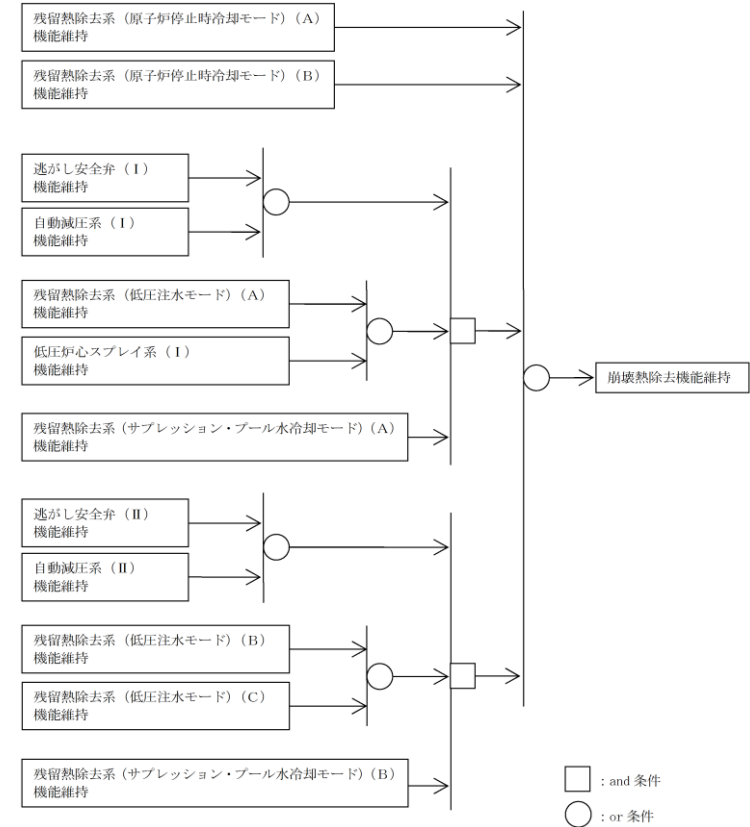 残留熱除去系（原子炉停止時冷却モード）（A）
機能維持
残留熱除去系（原子炉停止時冷却モード）（B）
機能維持
逃がし安全弁（Ⅰ）
機能維持
自動減圧系（Ⅰ）
機能維持
残留熱除去系（低圧注水モード）（A）
機能維持
低圧炉心スプレイ系（Ⅰ）
機能維持
崩壊熱除去機能維持
残留熱除去系（サプレッション・プール水冷却モード）（A）
機能維持
逃がし安全弁（Ⅱ）
機能維持
自動減圧系（Ⅱ）
機能維持
残留熱除去系（低圧注水モード）（B）
機能維持
残留熱除去系（低圧注水モード）（C）
機能維持
残留熱除去系（サプレッション・プール水冷却モード）（B）
機能維持
：and 条件
：or 条件